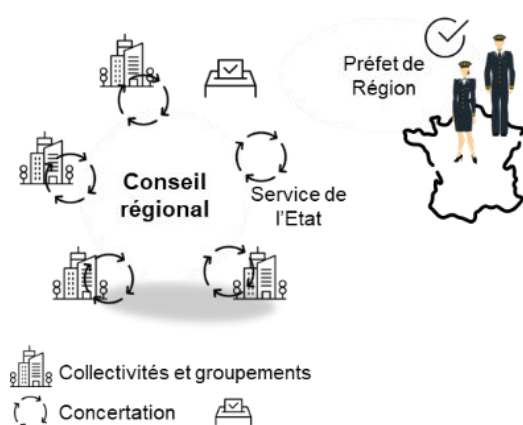 Préfet de
Région
Conseil
régional
Service de
l'Etat
Collectivités et groupements
Concertation